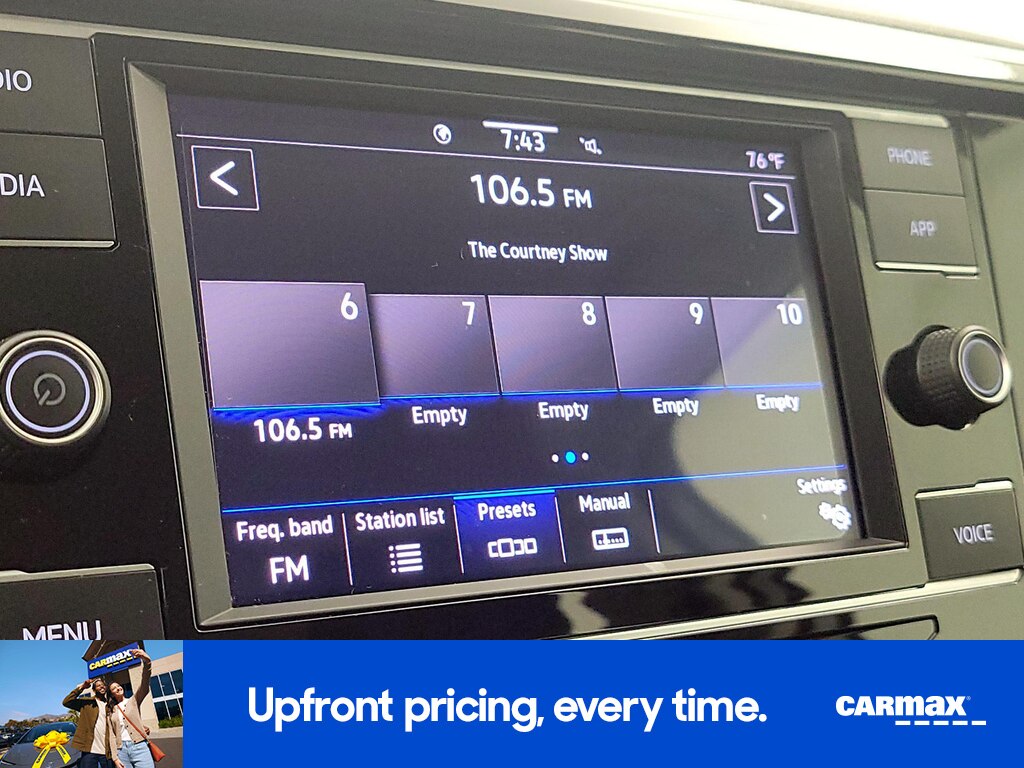 DIO
DIA
MENU
7:43
76°F
106.5 FM
The Courtney Show
6
7
8
9
10
106.5 FM
Empty
Empty
Empty
Empty
Freq. band
FM
Station list
Presets
Manual
Settings
PHONE
APP
VOICE
CARMAX
Upfront pricing, every time.
CARMAX